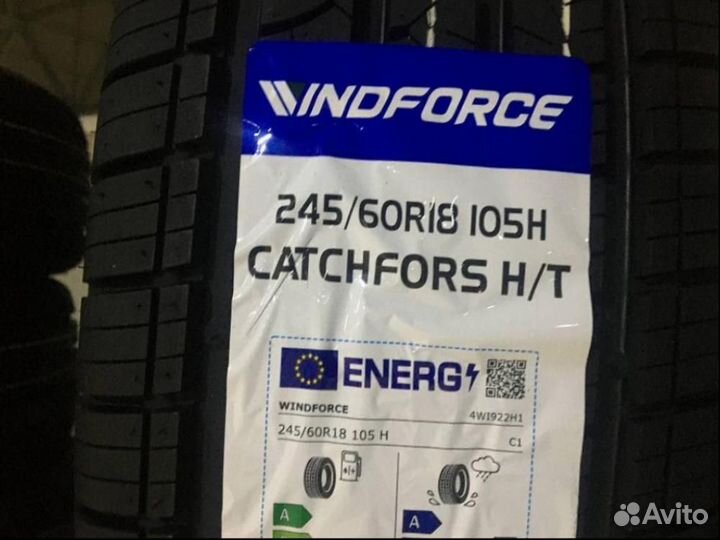 WINDFORCE
245/60R18 105H
CATCHFORS H/T
ENERG
WINDFORCE 4WI922H1
245/60R18 105 H C1
A A
Avito